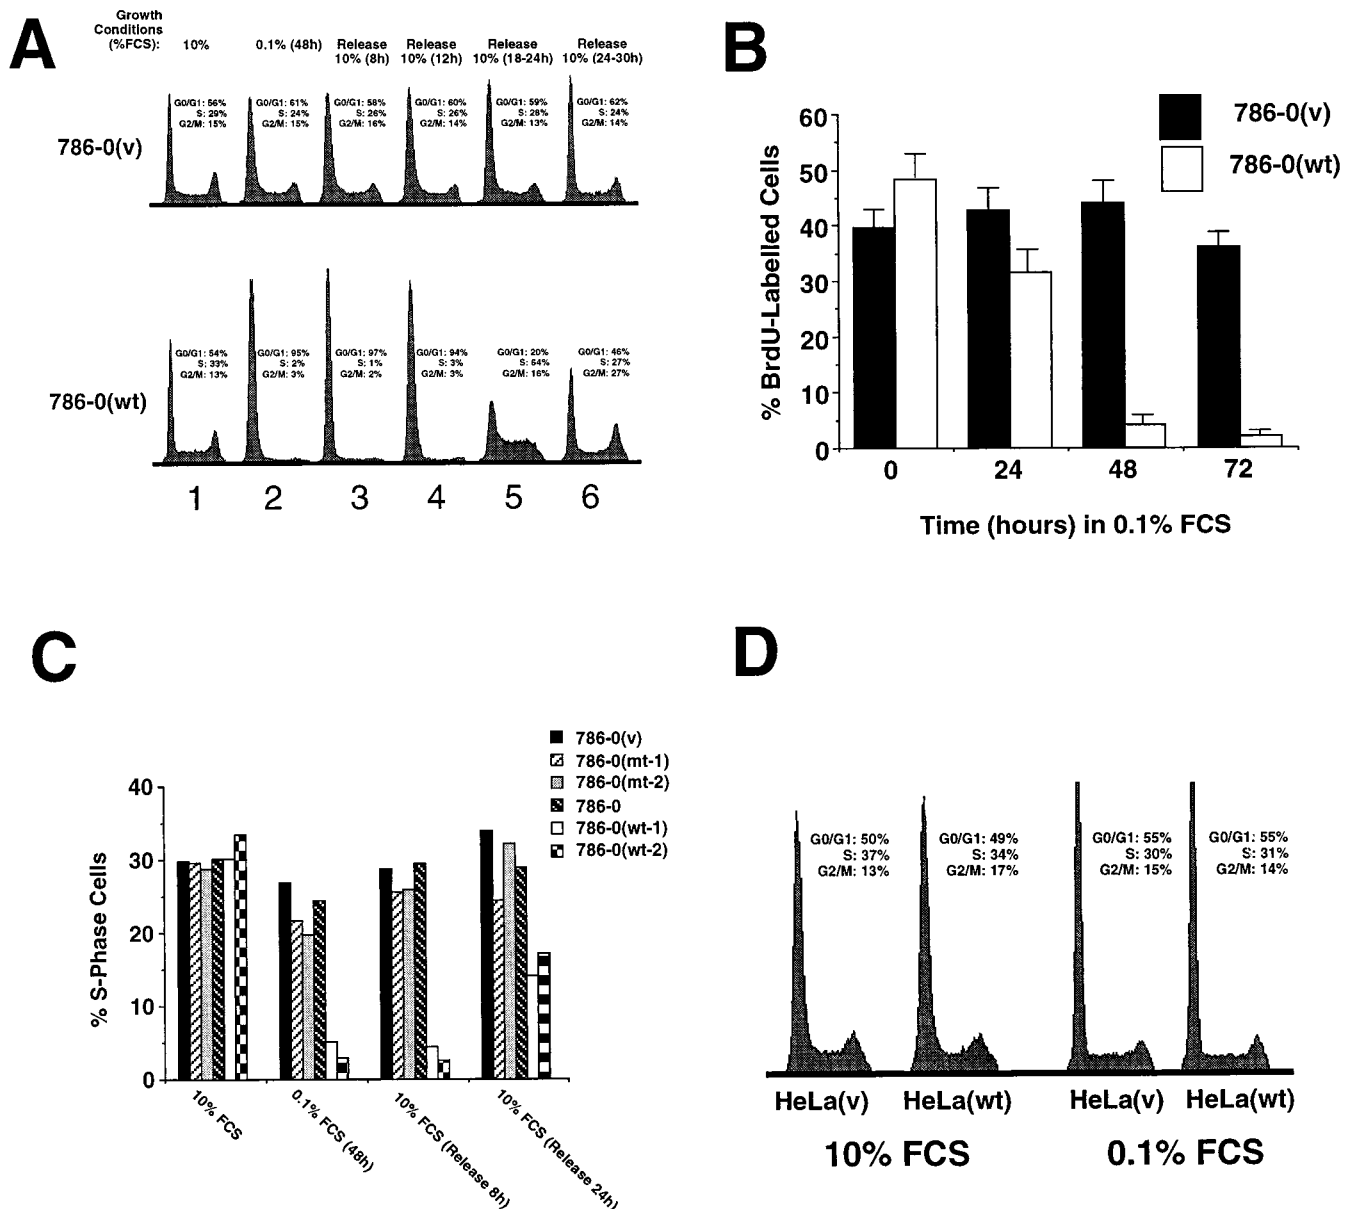 A
Growth
Conditions
(%FCS):
10%
0.1% (48h)
Release
10% (8h)
Release
10% (12h)
Release
10% (18-24h)
Release
10% (24-30h)
786-0(v)
G0/G1: 56%
S: 29%
G2/M: 15%
G0/G1: 61%
S: 24%
G2/M: 15%
G0/G1: 58%
S: 26%
G2/M: 16%
G0/G1: 60%
S: 26%
G2/M: 14%
G0/G1: 59%
S: 28%
G2/M: 13%
G0/G1: 62%
S: 24%
G2/M: 14%
786-0(wt)
G0/G1: 54%
S: 33%
G2/M: 13%
G0/G1: 95%
S: 2%
G2/M: 3%
G0/G1: 97%
S: 1%
G2/M: 2%
G0/G1: 94%
S: 3%
G2/M: 3%
G0/G1: 20%
S: 64%
G2/M: 16%
G0/G1: 46%
S: 27%
G2/M: 27%
1 2 3 4 5 6
B
786-0(v)
786-0(wt)
% BrdU-Labelled Cells
60
50
40
30
20
10
0
0 24 48 72
Time (hours) in 0.1% FCS
C
786-0(v)
786-0(mt-1)
786-0(mt-2)
786-0
786-0(wt-1)
786-0(wt-2)
% S-Phase Cells
40
30
20
10
0
10% FCS
0.1% FCS (48h)
10% FCS (Release 8h)
10% FCS (Release 24h)
D
G0/G1: 50%
S: 37%
G2/M: 13%
G0/G1: 49%
S: 34%
G2/M: 17%
G0/G1: 55%
S: 30%
G2/M: 15%
G0/G1: 55%
S: 31%
G2/M: 14%
HeLa(v) HeLa(wt) HeLa(v) HeLa(wt)
10% FCS 0.1% FCS